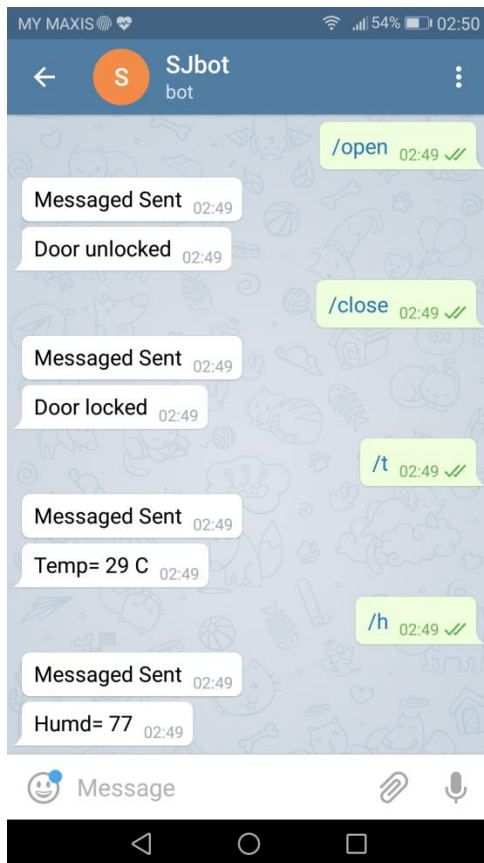 MY MAXIS 54% 02:50
S
SJbot
bot
/open 02:49
Messaged Sent 02:49
Door unlocked 02:49
/close 02:49
Messaged Sent 02:49
Door locked 02:49
/t 02:49
Messaged Sent 02:49
Temp= 29 C 02:49
/h 02:49
Messaged Sent 02:49
Humd= 77 02:49
Message